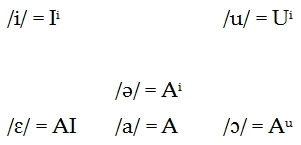 /i/ = Iⁱ /u/ = Uⁱ
/ə/ = Aⁱ
/ɛ/ = AI /a/ = A /ɔ/ = Aᵘ